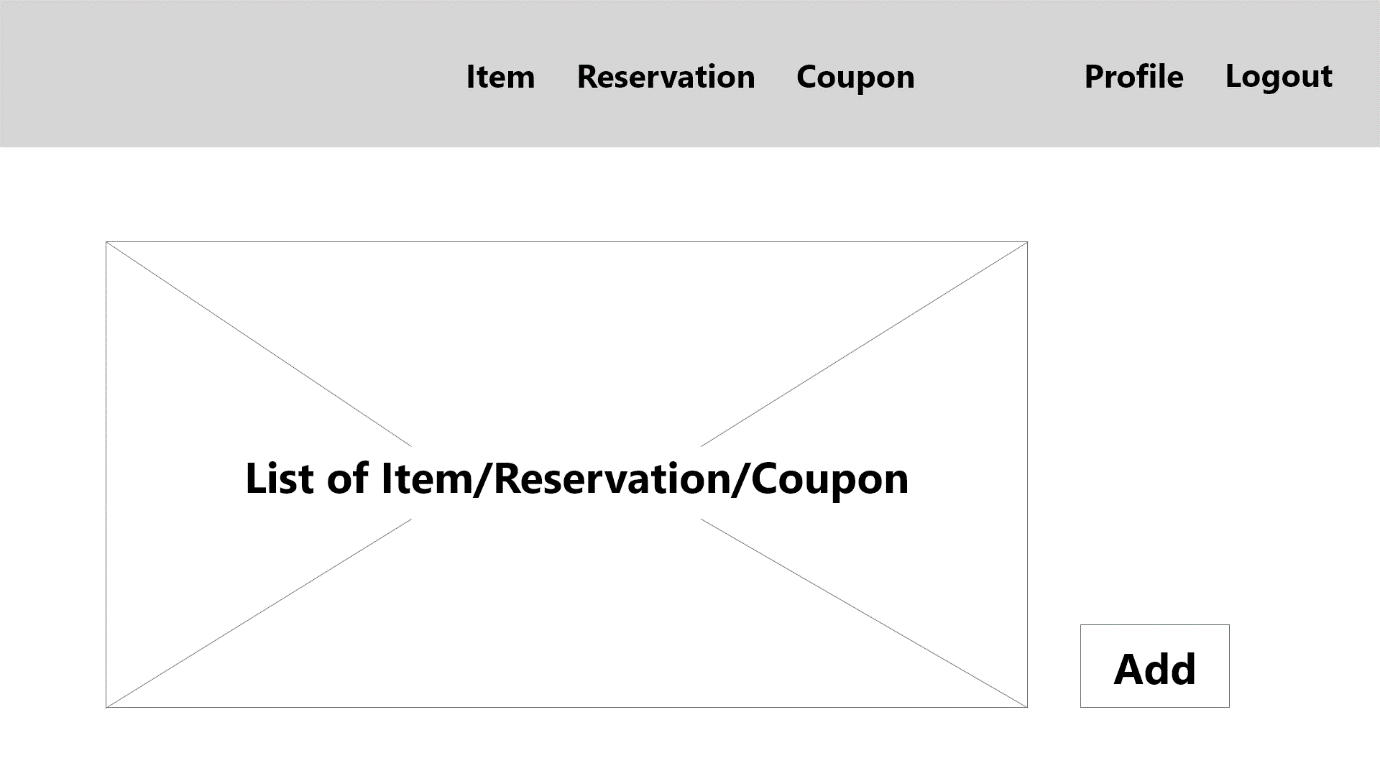 Item Reservation Coupon Profile Logout
List of Item/Reservation/Coupon
Add